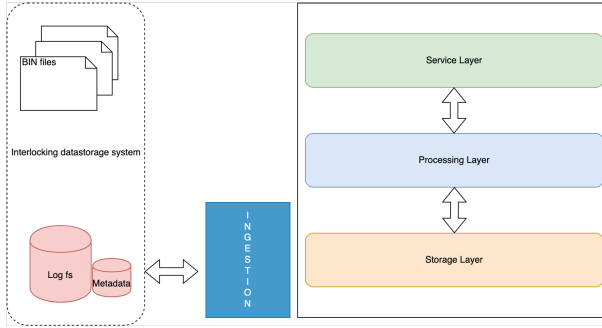 BIN files
Interlocking datastorage system
Log fs
Metadata
INGESTION
Service Layer
Processing Layer
Storage Layer